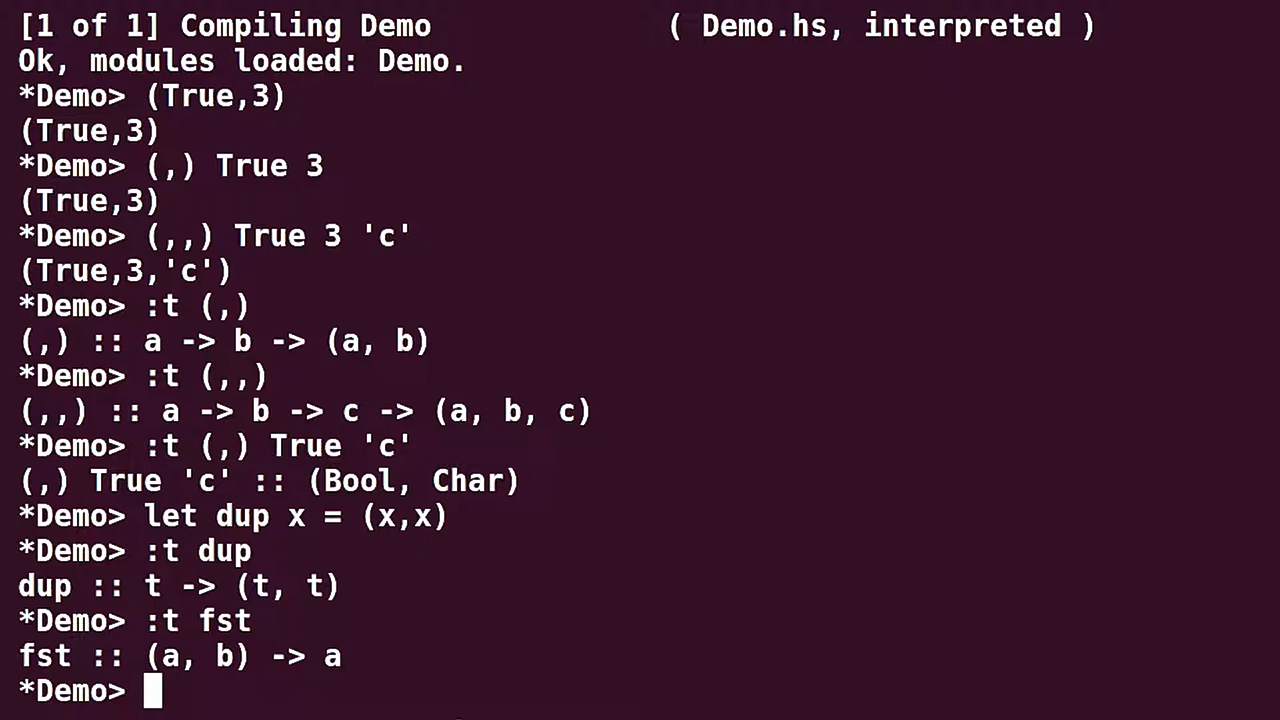 [1 of 1] Compiling Demo             ( Demo.hs, interpreted )
Ok, modules loaded: Demo.
*Demo> (True,3)
(True,3)
*Demo> (,) True 3
(True,3)
*Demo> (,,) True 3 'c'
(True,3,'c')
*Demo> :t (,)
(,) :: a -> b -> (a, b)
*Demo> :t (,,)
(,,) :: a -> b -> c -> (a, b, c)
*Demo> :t (,) True 'c'
(,) True 'c' :: (Bool, Char)
*Demo> let dup x = (x,x)
*Demo> :t dup
dup :: t -> (t, t)
*Demo> :t fst
fst :: (a, b) -> a
*Demo>